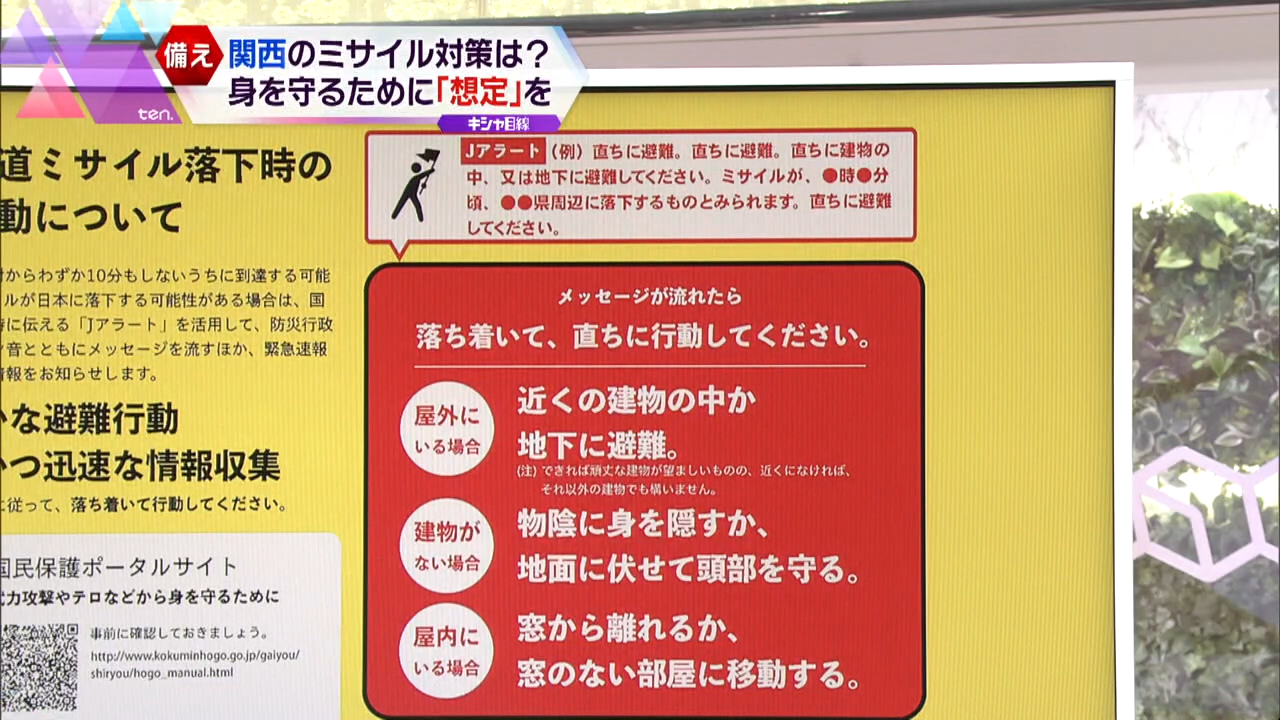 備え
関西のミサイル対策は？
身を守るために「想定」を
ten.
キシャ目線
道ミサイル落下時の
動について
からわずか10分もしないうちに到達する可能
ルが日本に落下する可能性がある場合は、国
に伝える「Jアラート」を活用して、防災行政
音とともにメッセージを流すほか、緊急速報
情報をお知らせします。
な避難行動
つ迅速な情報収集
に従って、落ち着いて行動してください。
国民保護ポータルサイト
武力攻撃やテロなどから身を守るために
事前に確認しておきましょう。
http://www.kokuminhogo.go.jp/gaiyou/
shiryou/hogo_manual.html
Jアラート（例）直ちに避難。直ちに避難。直ちに建物の
中、又は地下に避難してください。ミサイルが、●時●分
頃、●●県周辺に落下するものとみられます。直ちに避難
してください。
メッセージが流れたら
落ち着いて、直ちに行動してください。
屋外に
いる場合
近くの建物の中か
地下に避難。
(注) できれば頑丈な建物が望ましいものの、近くになければ、
それ以外の建物でも構いません。
建物が
ない場合
物陰に身を隠すか、
地面に伏せて頭部を守る。
屋内に
いる場合
窓から離れるか、
窓のない部屋に移動する。